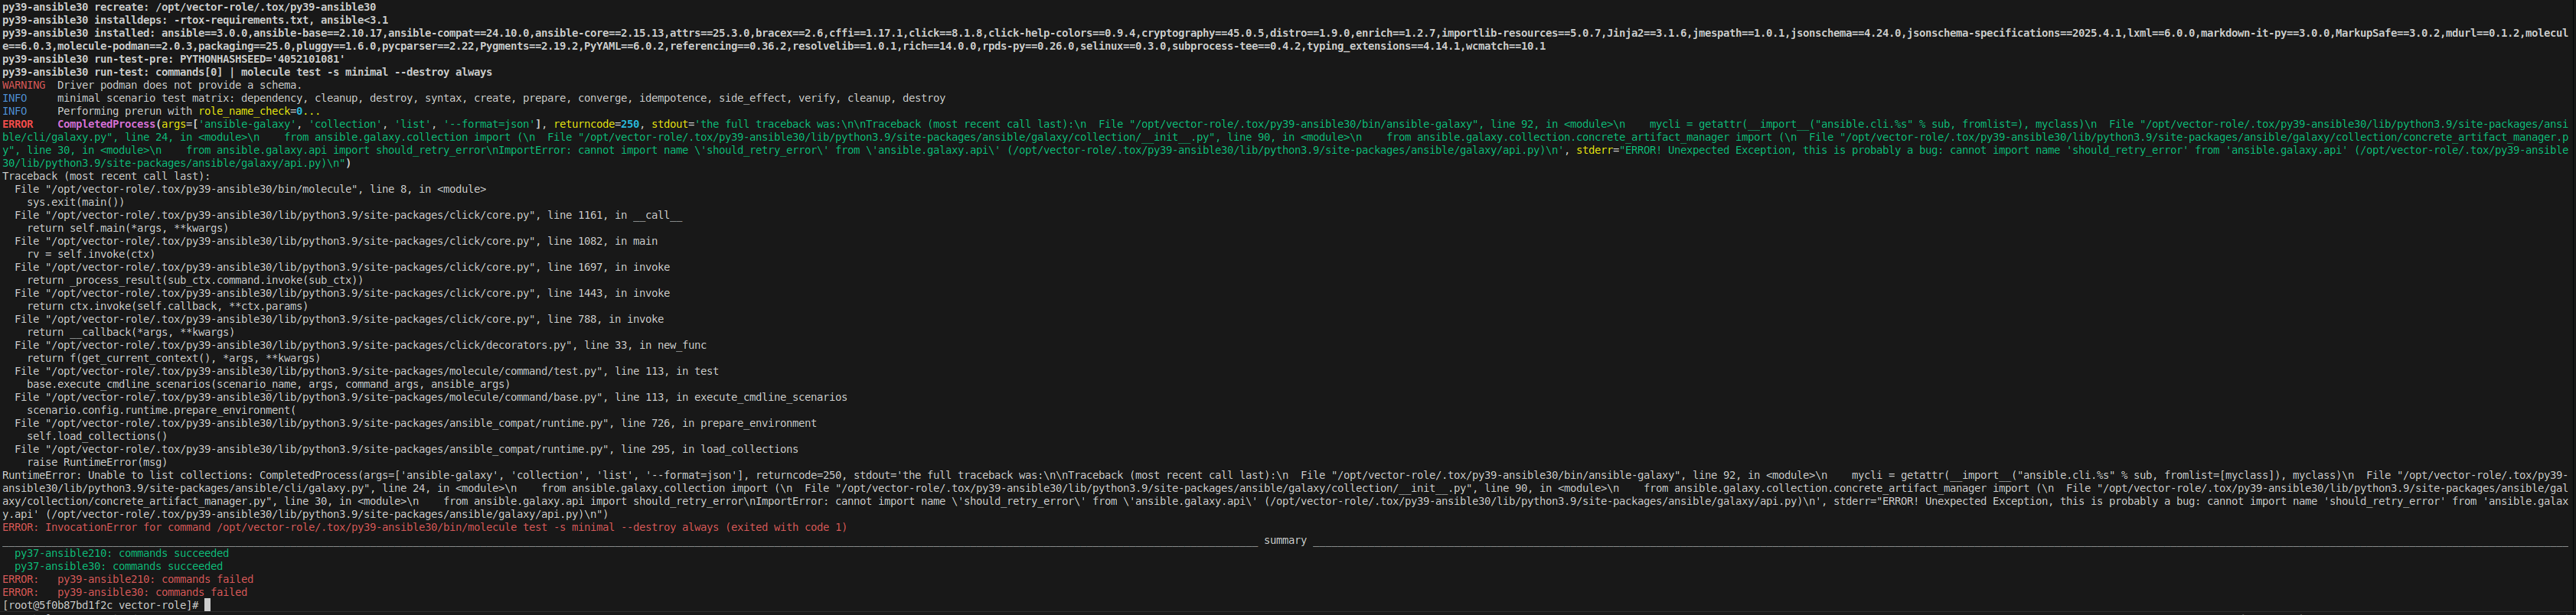 py39-ansible30 recreate: /opt/vector-role/.tox/py39-ansible30
py39-ansible30 installdeps: -rtox-requirements.txt, ansible<3.1
py39-ansible30 installed: ansible==3.0.0,ansible-base==2.10.17,ansible-compat==24.10.0,ansible-core==2.15.13,attrs==25.3.0,bracex==2.6,cffi==1.17.1,click==8.1.8,click-help-colors==0.9.4,cryptography==45.0.5,distro==1.9.0,enrich==1.2.7,importlib-resources==5.0.7,Jinja2==3.1.6,jmespath==1.0.1,jsonschema==4.24.0,jsonschema-specifications==2025.4.1,lxml==6.0.0,markdown-it-py==3.0.0,MarkupSafe==3.0.2,mdurl==0.1.2,molecul
e==6.0.3,molecule-podman==2.0.3,packaging==25.0,pluggy==1.6.0,pycparser==2.22,Pygments==2.19.2,PyYAML==6.0.2,referencing==0.36.2,resolvelib==1.0.1,rich==14.0.0,rpds-py==0.26.0,selinux==0.3.0,subprocess-tee==0.4.2,typing_extensions==4.14.1,wcmatch==10.1
py39-ansible30 run-test-pre: PYTHONHASHSEED='4052101081'
py39-ansible30 run-test: commands[0] | molecule test -s minimal --destroy always
WARNING  Driver podman does not provide a schema.
INFO     minimal scenario test matrix: dependency, cleanup, destroy, syntax, create, prepare, converge, idempotence, side_effect, verify, cleanup, destroy
INFO     Performing prerun with role_name_check=0...
ERROR    CompletedProcess(args=['ansible-galaxy', 'collection', 'list', '--format=json'], returncode=250, stdout='the full traceback was:\n\nTraceback (most recent call last):\n  File "/opt/vector-role/.tox/py39-ansible30/bin/ansible-galaxy", line 92, in <module>\n    mycli = getattr(__import__("ansible.cli.%s" % sub, fromlist=), myclass)\n  File "/opt/vector-role/.tox/py39-ansible30/lib/python3.9/site-packages/ansi
ble/cli/galaxy.py", line 24, in <module>\n    from ansible.galaxy.collection import (\n  File "/opt/vector-role/.tox/py39-ansible30/lib/python3.9/site-packages/ansible/galaxy/collection/__init__.py", line 90, in <module>\n    from ansible.galaxy.collection.concrete_artifact_manager import (\n  File "/opt/vector-role/.tox/py39-ansible30/lib/python3.9/site-packages/ansible/galaxy/collection/concrete_artifact_manager.p
y", line 30, in <module>\n    from ansible.galaxy.api import should_retry_error\nImportError: cannot import name \'should_retry_error\' from \'ansible.galaxy.api\' (/opt/vector-role/.tox/py39-ansible30/lib/python3.9/site-packages/ansible/galaxy/api.py)\n', stderr="ERROR! Unexpected Exception, this is probably a bug: cannot import name 'should_retry_error' from 'ansible.galaxy.api' (/opt/vector-role/.tox/py39-ansible
30/lib/python3.9/site-packages/ansible/galaxy/api.py)\n")
Traceback (most recent call last):
  File "/opt/vector-role/.tox/py39-ansible30/bin/molecule", line 8, in <module>
    sys.exit(main())
  File "/opt/vector-role/.tox/py39-ansible30/lib/python3.9/site-packages/click/core.py", line 1161, in __call__
    return self.main(*args, **kwargs)
  File "/opt/vector-role/.tox/py39-ansible30/lib/python3.9/site-packages/click/core.py", line 1082, in main
    rv = self.invoke(ctx)
  File "/opt/vector-role/.tox/py39-ansible30/lib/python3.9/site-packages/click/core.py", line 1697, in invoke
    return _process_result(sub_ctx.command.invoke(sub_ctx))
  File "/opt/vector-role/.tox/py39-ansible30/lib/python3.9/site-packages/click/core.py", line 1443, in invoke
    return ctx.invoke(self.callback, **ctx.params)
  File "/opt/vector-role/.tox/py39-ansible30/lib/python3.9/site-packages/click/core.py", line 788, in invoke
    return __callback(*args, **kwargs)
  File "/opt/vector-role/.tox/py39-ansible30/lib/python3.9/site-packages/click/decorators.py", line 33, in new_func
    return f(get_current_context(), *args, **kwargs)
  File "/opt/vector-role/.tox/py39-ansible30/lib/python3.9/site-packages/molecule/command/test.py", line 113, in test
    base.execute_cmdline_scenarios(scenario_name, args, command_args, ansible_args)
  File "/opt/vector-role/.tox/py39-ansible30/lib/python3.9/site-packages/molecule/command/base.py", line 113, in execute_cmdline_scenarios
    scenario.config.runtime.prepare_environment(
  File "/opt/vector-role/.tox/py39-ansible30/lib/python3.9/site-packages/ansible_compat/runtime.py", line 726, in prepare_environment
    self.load_collections()
  File "/opt/vector-role/.tox/py39-ansible30/lib/python3.9/site-packages/ansible_compat/runtime.py", line 295, in load_collections
    raise RuntimeError(msg)
RuntimeError: Unable to list collections: CompletedProcess(args=['ansible-galaxy', 'collection', 'list', '--format=json'], returncode=250, stdout='the full traceback was:\n\nTraceback (most recent call last):\n  File "/opt/vector-role/.tox/py39-ansible30/bin/ansible-galaxy", line 92, in <module>\n    mycli = getattr(__import__("ansible.cli.%s" % sub, fromlist=[myclass]), myclass)\n  File "/opt/vector-role/.tox/py39-
ansible30/lib/python3.9/site-packages/ansible/cli/galaxy.py", line 24, in <module>\n    from ansible.galaxy.collection import (\n  File "/opt/vector-role/.tox/py39-ansible30/lib/python3.9/site-packages/ansible/galaxy/collection/__init__.py", line 90, in <module>\n    from ansible.galaxy.collection.concrete_artifact_manager import (\n  File "/opt/vector-role/.tox/py39-ansible30/lib/python3.9/site-packages/ansible/gal
axy/collection/concrete_artifact_manager.py", line 30, in <module>\n    from ansible.galaxy.api import should_retry_error\nImportError: cannot import name \'should_retry_error\' from \'ansible.galaxy.api\' (/opt/vector-role/.tox/py39-ansible30/lib/python3.9/site-packages/ansible/galaxy/api.py)\n', stderr="ERROR! Unexpected Exception, this is probably a bug: cannot import name 'should_retry_error' from 'ansible.galax
y.api' (/opt/vector-role/.tox/py39-ansible30/lib/python3.9/site-packages/ansible/galaxy/api.py)\n")
ERROR: InvocationError for command /opt/vector-role/.tox/py39-ansible30/bin/molecule test -s minimal --destroy always (exited with code 1)
summary
  py37-ansible210: commands succeeded
  py37-ansible30: commands succeeded
ERROR:   py39-ansible210: commands failed
ERROR:   py39-ansible30: commands failed
[root@5f0b87bd1f2c vector-role]#